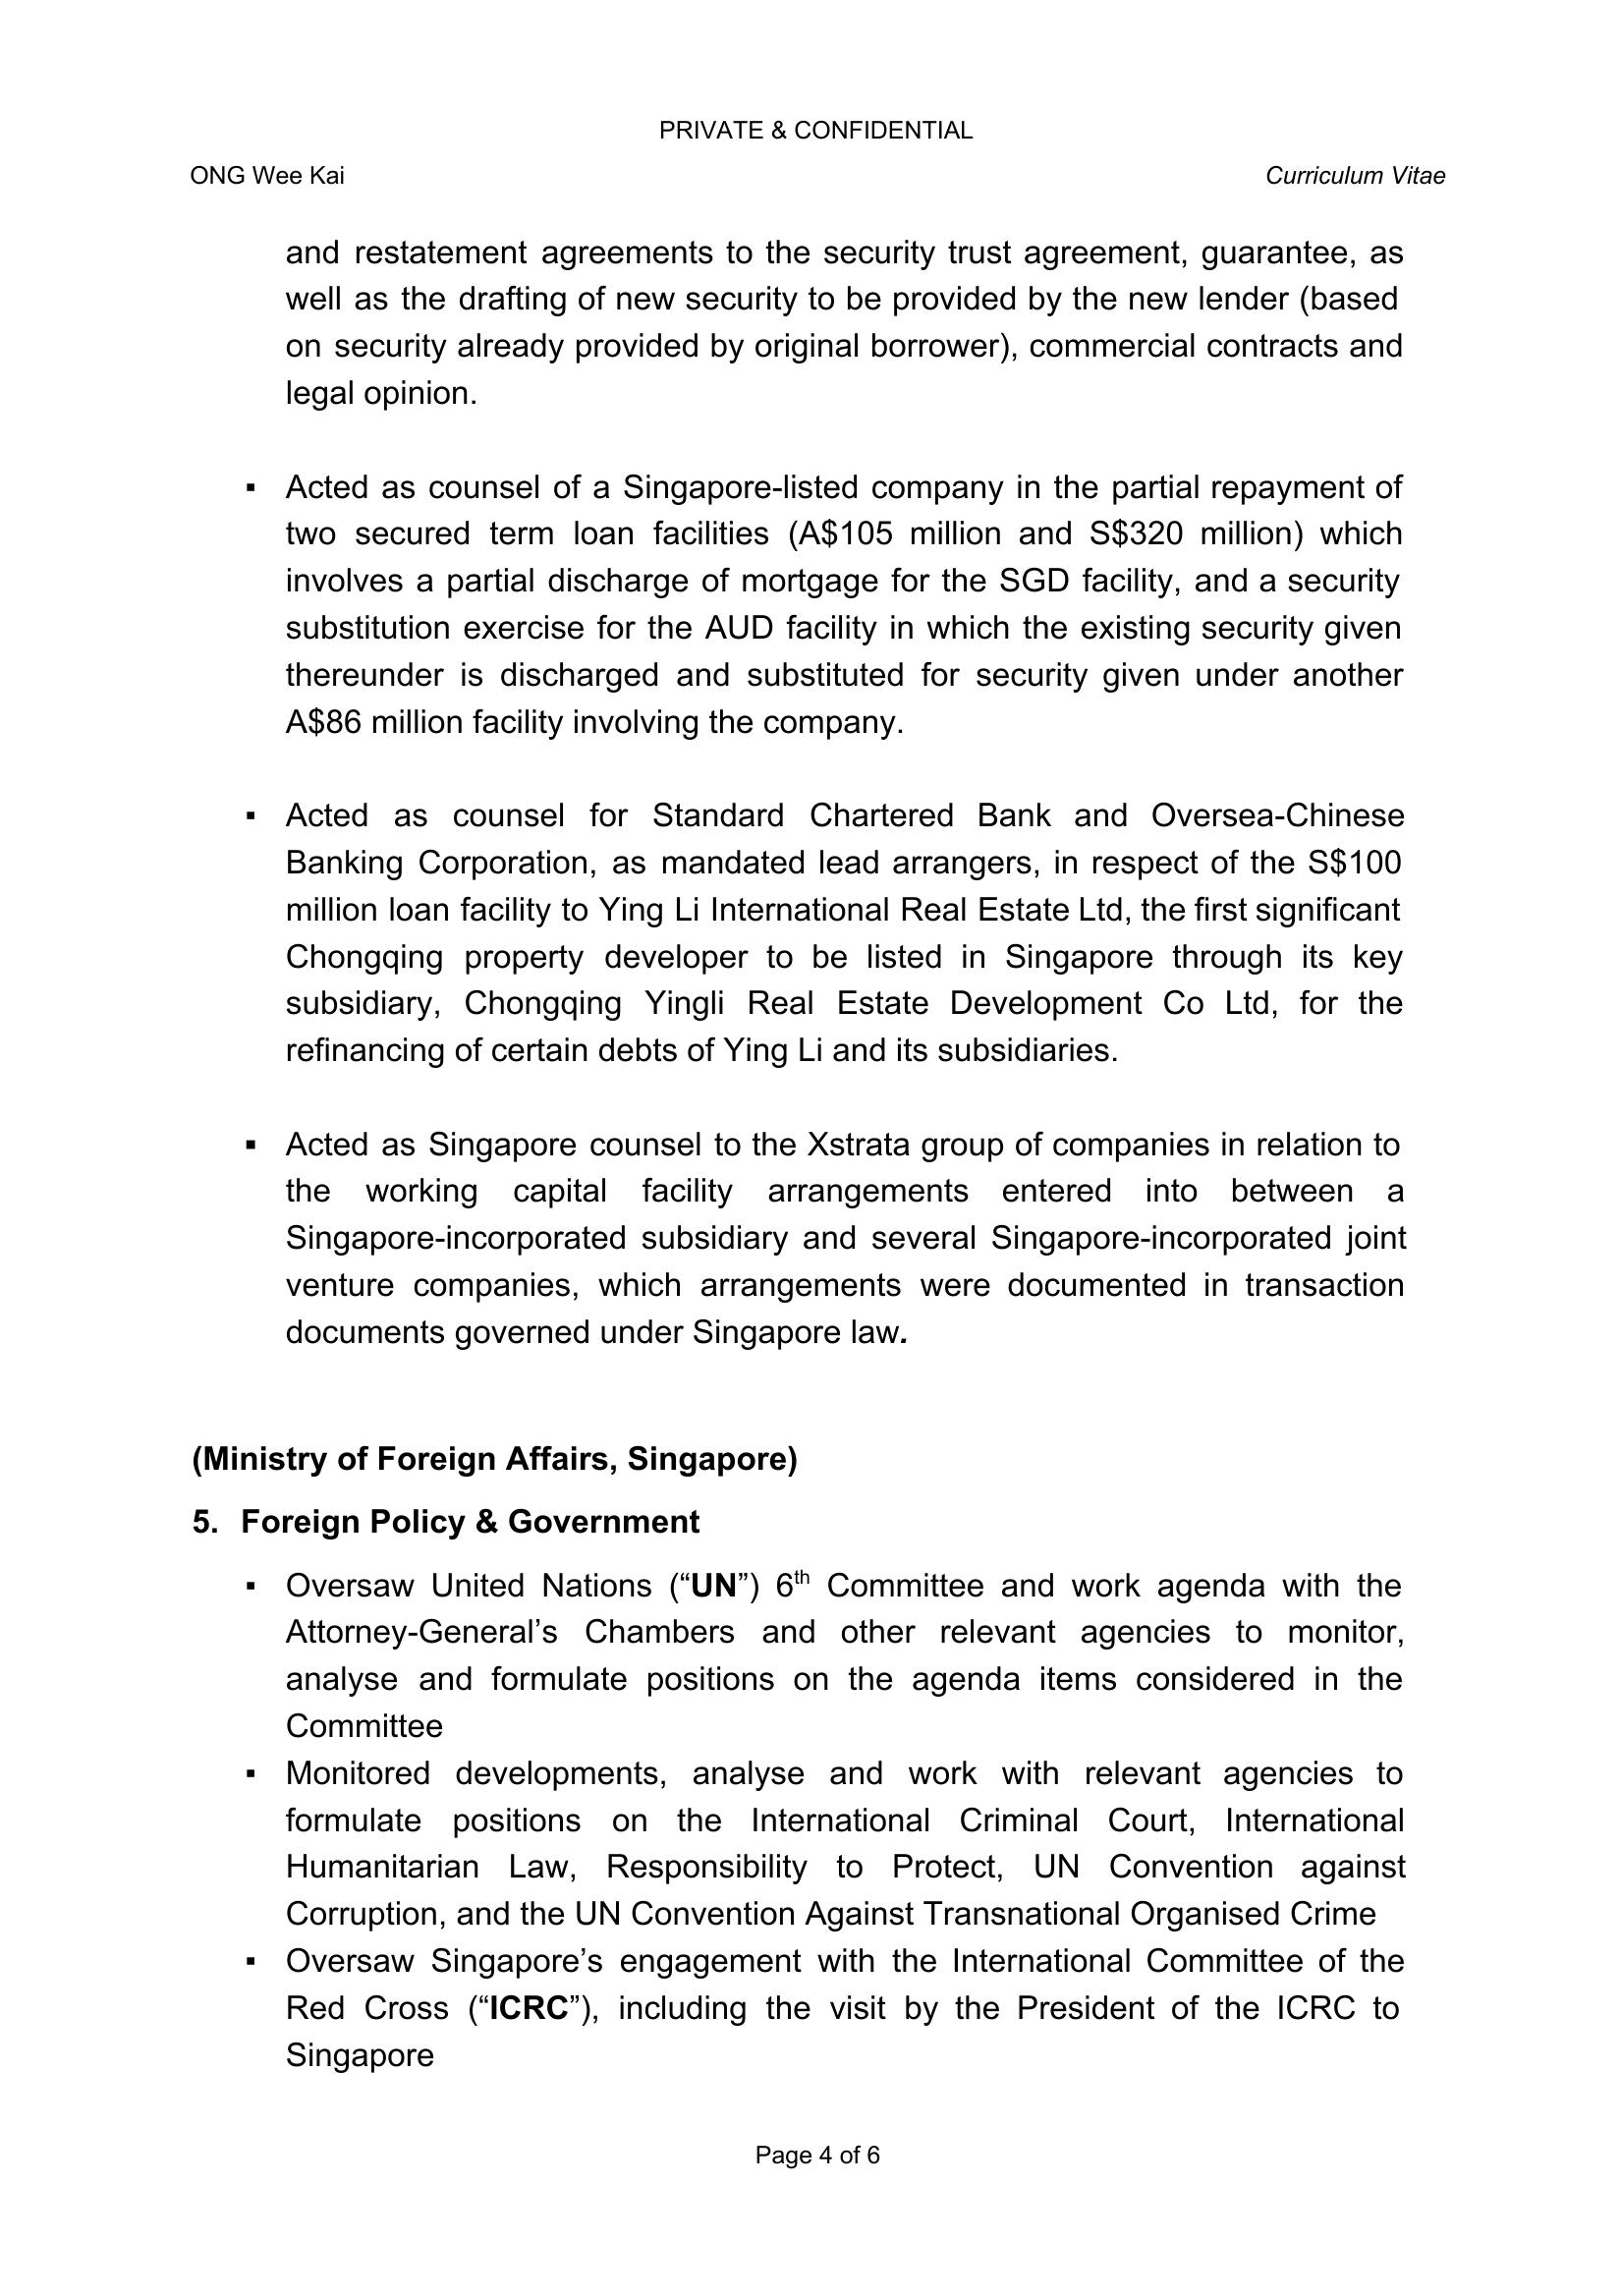 PRIVATE & CONFIDENTIAL
ONG Wee Kai
Curriculum Vitae
and restatement agreements to the security trust agreement, guarantee, as
well as the drafting of new security to be provided by the new lender (based
on security already provided by original borrower), commercial contracts and
legal opinion.
▪ Acted as counsel of a Singapore-listed company in the partial repayment of
two secured term loan facilities (A$105 million and S$320 million) which
involves a partial discharge of mortgage for the SGD facility, and a security
substitution exercise for the AUD facility in which the existing security given
thereunder is discharged and substituted for security given under another
A$86 million facility involving the company.
▪ Acted as counsel for Standard Chartered Bank and Oversea-Chinese
Banking Corporation, as mandated lead arrangers, in respect of the S$100
million loan facility to Ying Li International Real Estate Ltd, the first significant
Chongqing property developer to be listed in Singapore through its key
subsidiary, Chongqing Yingli Real Estate Development Co Ltd, for the
refinancing of certain debts of Ying Li and its subsidiaries.
▪ Acted as Singapore counsel to the Xstrata group of companies in relation to
the working capital facility arrangements entered into between a
Singapore-incorporated subsidiary and several Singapore-incorporated joint
venture companies, which arrangements were documented in transaction
documents governed under Singapore law.
(Ministry of Foreign Affairs, Singapore)
5. Foreign Policy & Government
▪ Oversaw United Nations (“UN”) 6th Committee and work agenda with the
Attorney-General’s Chambers and other relevant agencies to monitor,
analyse and formulate positions on the agenda items considered in the
Committee
▪ Monitored developments, analyse and work with relevant agencies to
formulate positions on the International Criminal Court, International
Humanitarian Law, Responsibility to Protect, UN Convention against
Corruption, and the UN Convention Against Transnational Organised Crime
▪ Oversaw Singapore’s engagement with the International Committee of the
Red Cross (“ICRC”), including the visit by the President of the ICRC to
Singapore
Page 4 of 6